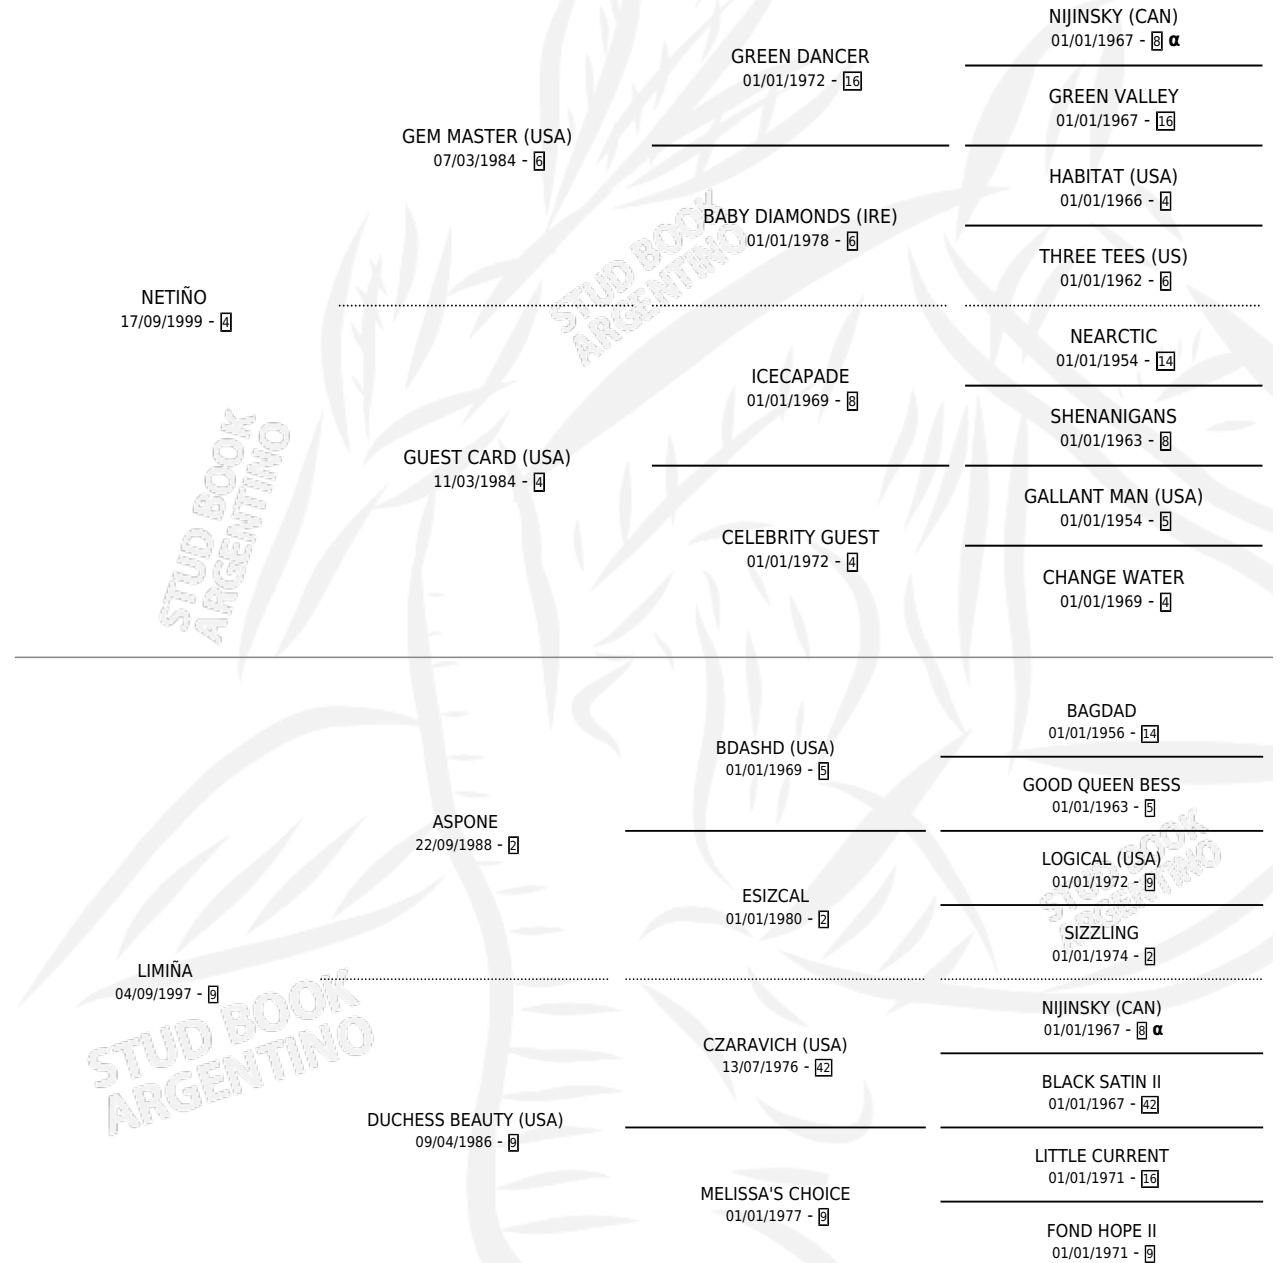 NIJINSKY (CAN)
01/01/1967 - 8 α
GREEN DANCER
01/01/1972 - 16
GREEN VALLEY
01/01/1967 - 16
GEM MASTER (USA)
07/03/1984 - 6
HABITAT (USA)
01/01/1966 - 4
BABY DIAMONDS (IRE)
01/01/1978 - 6
THREE TEES (US)
01/01/1962 - 6
NETIÑO
17/09/1999 - 4
NEARCTIC
01/01/1954 - 14
ICECAPADE
01/01/1969 - 8
SHENANIGANS
01/01/1963 - 8
GUEST CARD (USA)
11/03/1984 - 4
GALLANT MAN (USA)
01/01/1954 - 5
CELEBRITY GUEST
01/01/1972 - 4
CHANGE WATER
01/01/1969 - 4
BAGDAD
01/01/1956 - 14
BDASHD (USA)
01/01/1969 - 5
GOOD QUEEN BESS
01/01/1963 - 5
ASPONE
22/09/1988 - 2
LOGICAL (USA)
01/01/1972 - 9
ESIZCAL
01/01/1980 - 2
SIZZLING
01/01/1974 - 2
LIMIÑA
04/09/1997 - 9
NIJINSKY (CAN)
01/01/1967 - 8 α
CZARAVICH (USA)
13/07/1976 - 42
BLACK SATIN II
01/01/1967 - 42
DUCHESS BEAUTY (USA)
09/04/1986 - 9
LITTLE CURRENT
01/01/1971 - 16
MELISSA'S CHOICE
01/01/1977 - 9
FOND HOPE II
01/01/1971 - 9
STUD BOOK
ARGENTINO
STUD BOOK
ARGENTINO
STUD BOOK
ARGENTINO
STUD BOOK
ARGENTINO